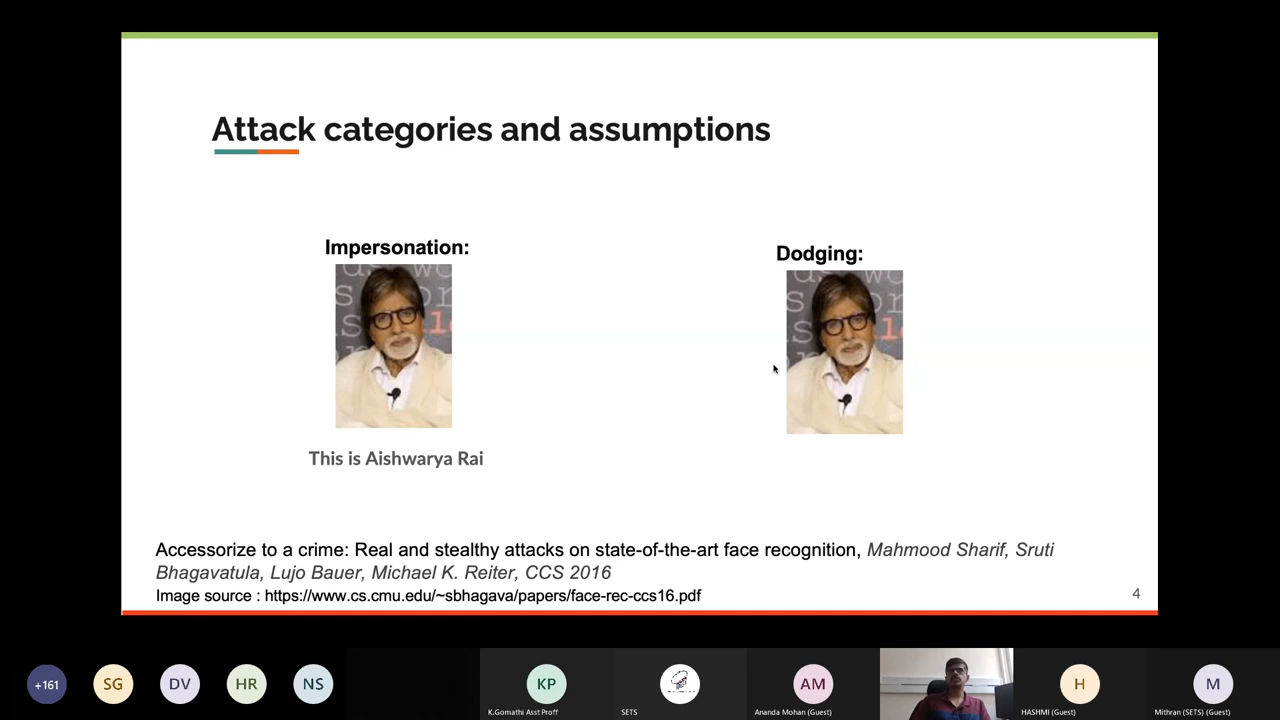 Attack categories and assumptions
Impersonation:
Dodging:
This is Aishwarya Rai
Accessorize to a crime: Real and stealthy attacks on state-of-the-art face recognition, Mahmood Sharif, Sruti
Bhagavatula, Lujo Bauer, Michael K. Reiter, CCS 2016
Image source : https://www.cs.cmu.edu/~sbhagava/papers/face-rec-ccs16.pdf
4
+161
SG
DV
HR
NS
KP
AM
H
M
K.Gomathi Asst Proff
SETS
Ananda Mohan (Guest)
HASHMI (Guest)
Mithran (SETS) (Guest)